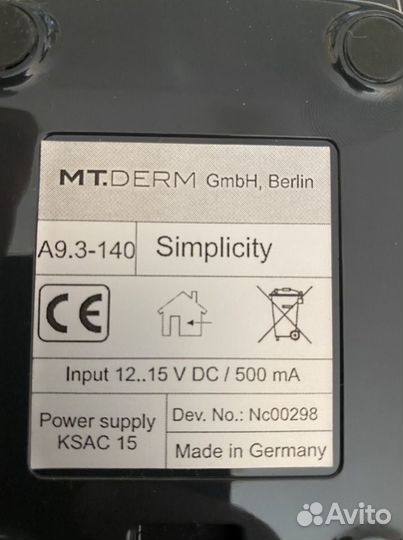 MT.DERM GmbH, Berlin
A9.3-140 Simplicity
CE
Input 12..15 V DC / 500 mA
Power supply
KSAC 15
Dev. No.: Nc00298
Made in Germany
Avito